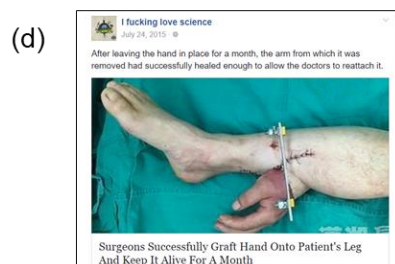 (d)
I fucking love science
July 24, 2015 ·
After leaving the hand in place for a month, the arm from which it was
removed had successfully healed enough to allow the doctors to reattach it.
Surgeons Successfully Graft Hand Onto Patient's Leg
And Keep It Alive For A Month